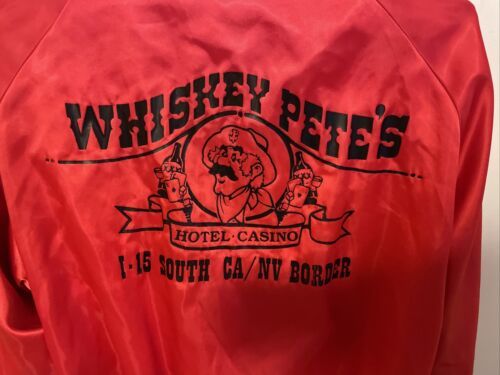 WHISKEY PETE'S
HOTEL·CASINO
I-15 SOUTH CA/NV BORDER